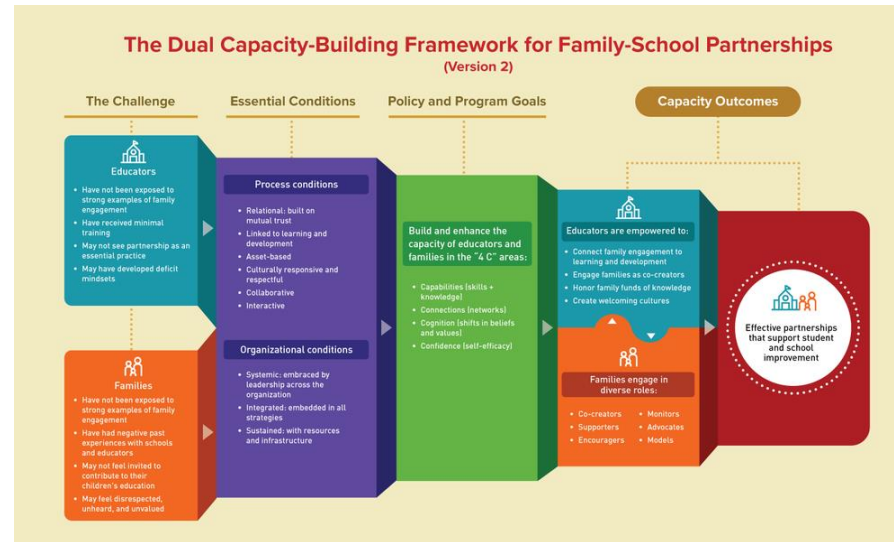 The Dual Capacity-Building Framework for Family-School Partnerships
(Version 2)
The Challenge
Essential Conditions
Policy and Program Goals
Capacity Outcomes
Educators
• Have not been exposed to
strong examples of family
engagement
• Have received minimal
training
• May not see partnership as an
essential practice
• May have developed deficit
mindsets
Families
• Have not been exposed to
strong examples of family
engagement
• Have had negative past
experiences with schools
and educators
• May not feel invited to
contribute to their
children's education
• May feel disrespected,
unheard, and unvalued
Process conditions
• Relational: built on
mutual trust
• Linked to learning and
development
• Asset-based
• Culturally responsive and
respectful
• Collaborative
• Interactive
Organizational conditions
• Systemic: embraced by
leadership across the
organization
• Integrated: embedded in all
strategies
• Sustained: with resources
and infrastructure
Build and enhance the
capacity of educators and
families in the "4 C" areas:
• Capabilities (skills +
knowledge)
• Connections (networks)
• Cognition (shifts in beliefs
and values)
• Confidence (self-efficacy)
Educators are empowered to:
• Connect family engagement to
learning and development
• Engage families as co-creators
• Honor family funds of knowledge
• Create welcoming cultures
Families engage in
diverse roles:
• Co-creators
• Supporters
• Encouragers
• Monitors
• Advocates
• Models
Effective partnerships
that support student
and school
improvement